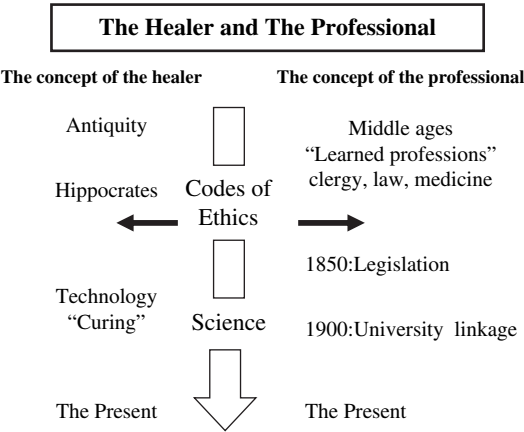 The Healer and The Professional
The concept of the healer
The concept of the professional
Antiquity
Middle ages
“Learned professions”
clergy, law, medicine
Hippocrates
Codes of
Ethics
1850:Legislation
Technology
“Curing”
Science
1900:University linkage
The Present
The Present